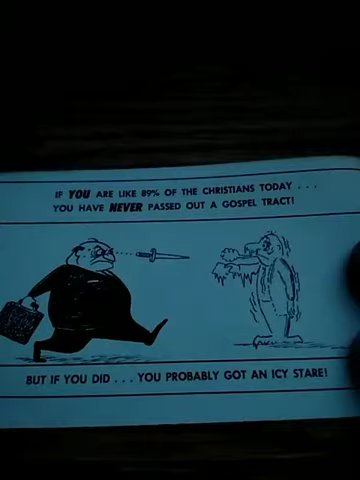 IF YOU ARE LIKE 89% OF THE CHRISTIANS TODAY . . .
YOU HAVE NEVER PASSED OUT A GOSPEL TRACT!
BUT IF YOU DID . . . YOU PROBABLY GOT AN ICY STARE!